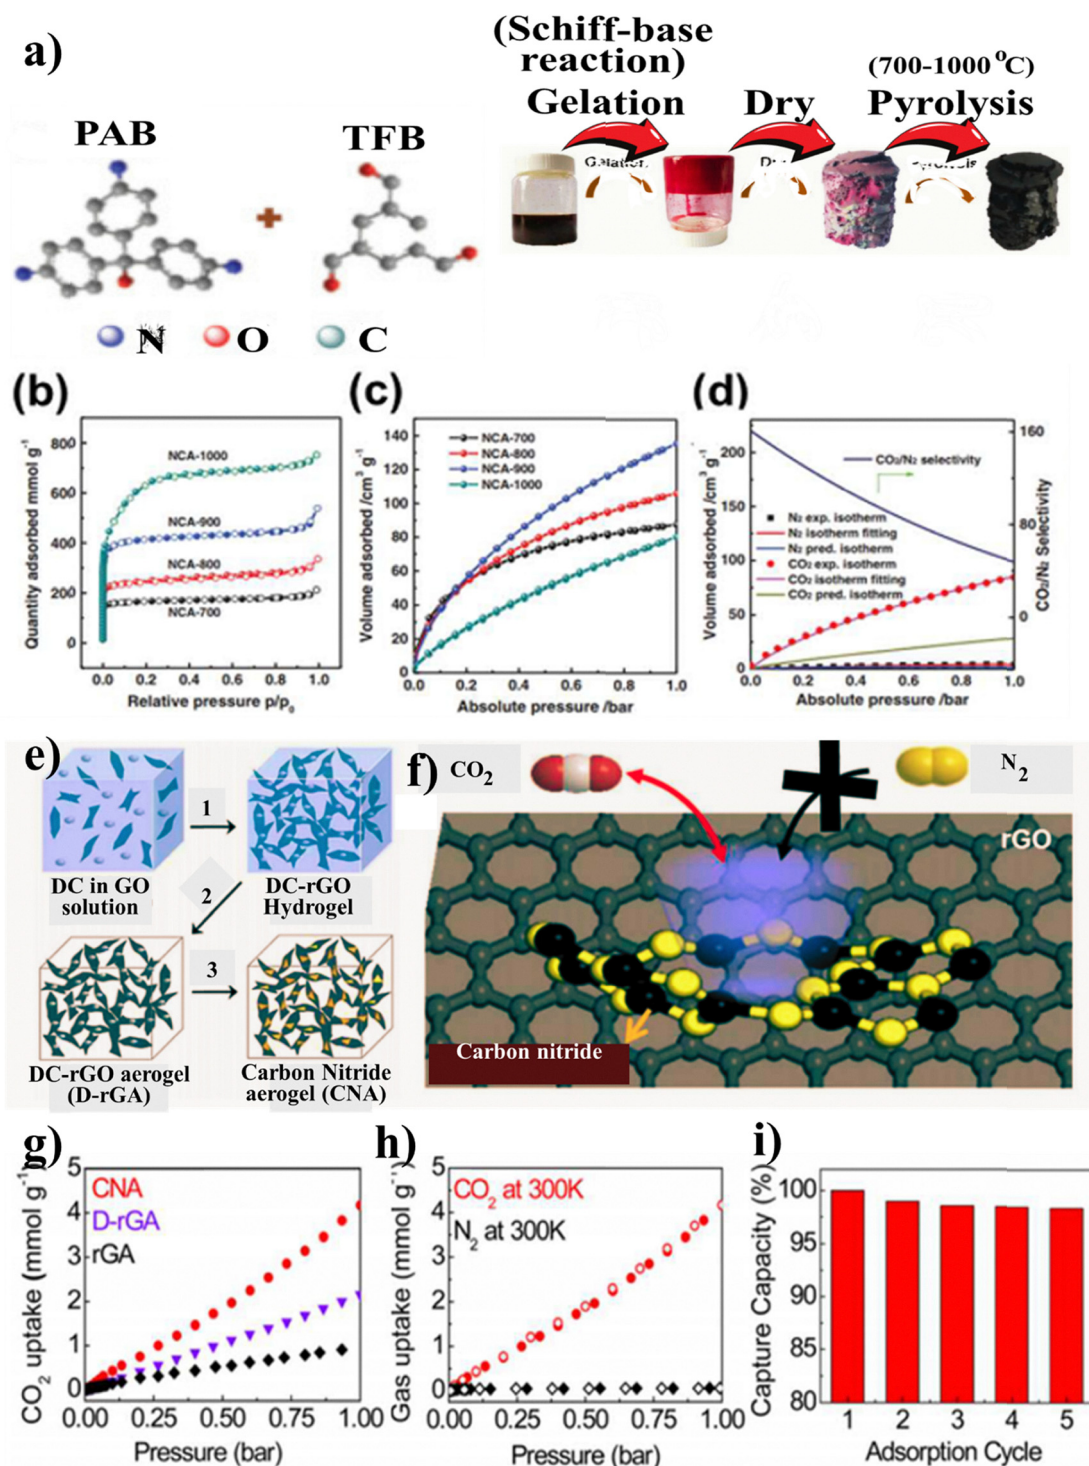 a)
(Schiff-base
reaction)
Gelation
Dry
(700-1000 °C)
Pyrolysis
PAB
TFB
N
O
C
(b)
Quantity adsorbed mmol g⁻¹
800
600
400
200
0
NCA-1000
NCA-900
NCA-800
NCA-700
0.0 0.2 0.4 0.6 0.8 1.0
Relative pressure p/p₀
(c)
Volume adsorbed /cm³ g⁻¹
140
120
100
80
60
40
20
0
NCA-700
NCA-800
NCA-900
NCA-1000
0.0 0.2 0.4 0.6 0.8 1.0
Absolute pressure /bar
(d)
Volume adsorbed /cm³ g⁻¹
200
150
100
50
0
CO₂/N₂ selectivity
N₂ exp. isotherm
N₂ isotherm fitting
N₂ pred. isotherm
CO₂ exp. isotherm
CO₂ isotherm fitting
CO₂ pred. isotherm
160
80
0
CO₂/N₂ Selectivity
0.0 0.2 0.4 0.6 0.8 1.0
Absolute pressure /bar
e)
1
DC in GO
solution
DC-rGO
Hydrogel
2
3
DC-rGO aerogel
(D-rGA)
Carbon Nitride
aerogel (CNA)
f)
CO₂
N₂
rGO
Carbon nitride
g)
CO₂ uptake (mmol g⁻¹)
5
4
3
2
1
0
CNA
D-rGA
rGA
0.00 0.25 0.50 0.75 1.00
Pressure (bar)
h)
Gas uptake (mmol g⁻¹)
5
4
3
2
1
0
CO₂ at 300K
N₂ at 300K
0.00 0.25 0.50 0.75 1.00
Pressure (bar)
i)
Capture Capacity (%)
100
95
90
85
80
1 2 3 4 5
Adsorption Cycle